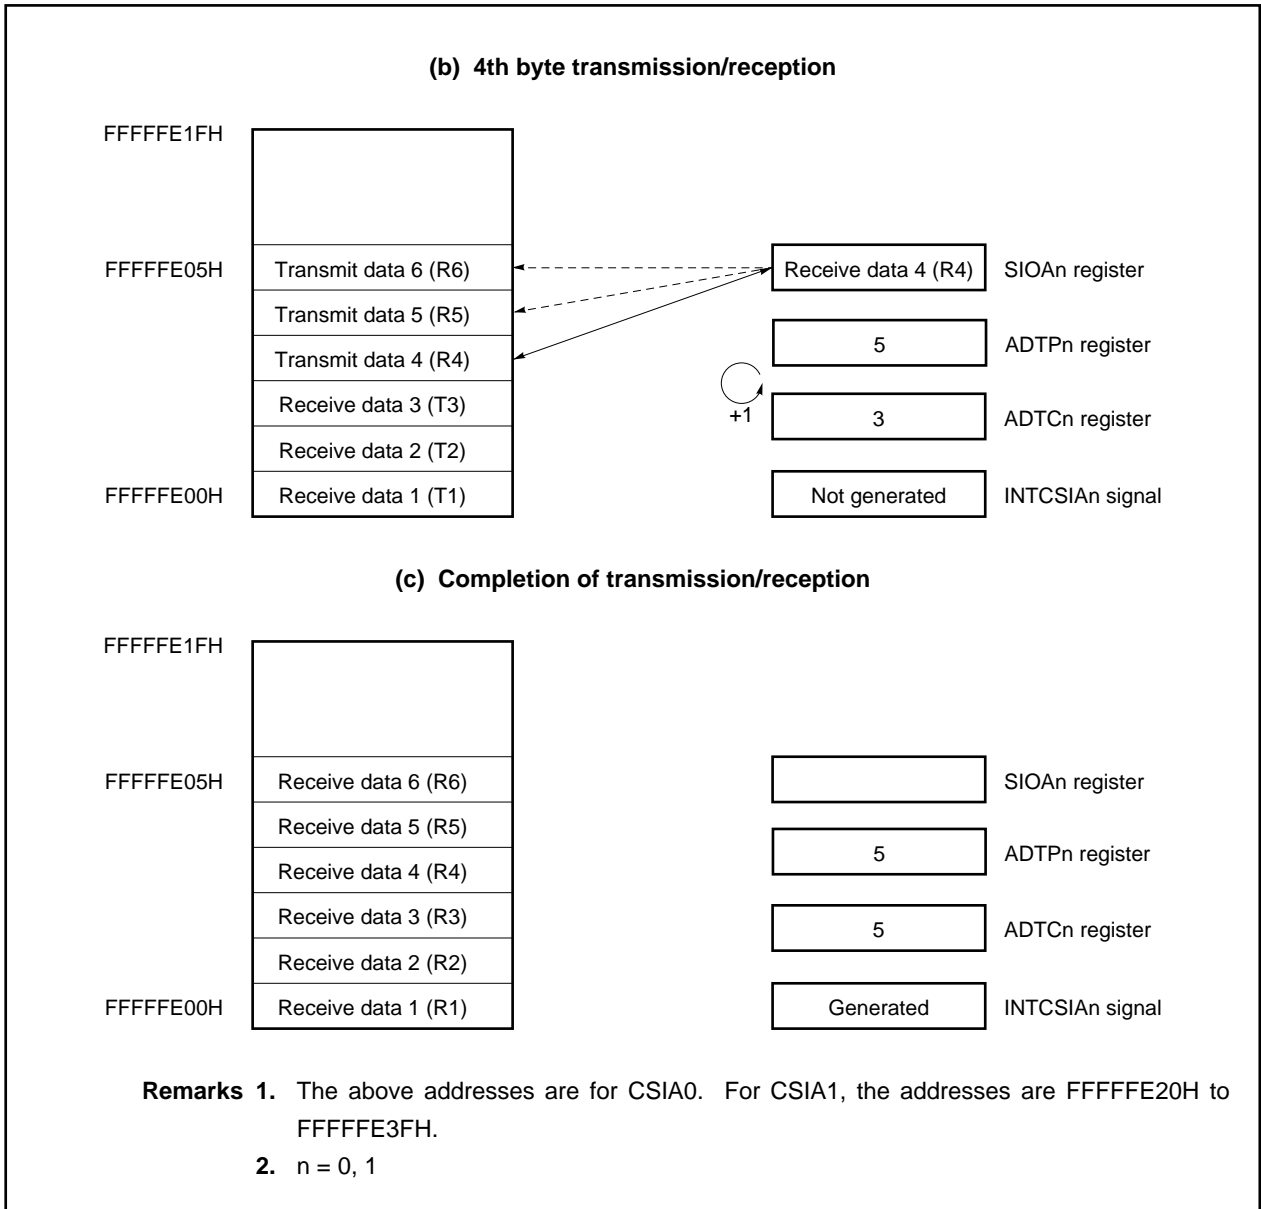 (b) 4th byte transmission/reception
FFFFFE1FH
FFFFFE05H
Transmit data 6 (R6)
Receive data 4 (R4)
SIOAn register
Transmit data 5 (R5)
5
ADTPn register
Transmit data 4 (R4)
Receive data 3 (T3)
+1
3
ADTCn register
Receive data 2 (T2)
FFFFFE00H
Receive data 1 (T1)
Not generated
INTCSIAn signal
(c) Completion of transmission/reception
FFFFFE1FH
FFFFFE05H
Receive data 6 (R6)
SIOAn register
Receive data 5 (R5)
5
ADTPn register
Receive data 4 (R4)
Receive data 3 (R3)
5
ADTCn register
Receive data 2 (R2)
FFFFFE00H
Receive data 1 (R1)
Generated
INTCSIAn signal
Remarks 1. The above addresses are for CSIA0. For CSIA1, the addresses are FFFFFE20H to
FFFFFE3FH.
2. n = 0, 1